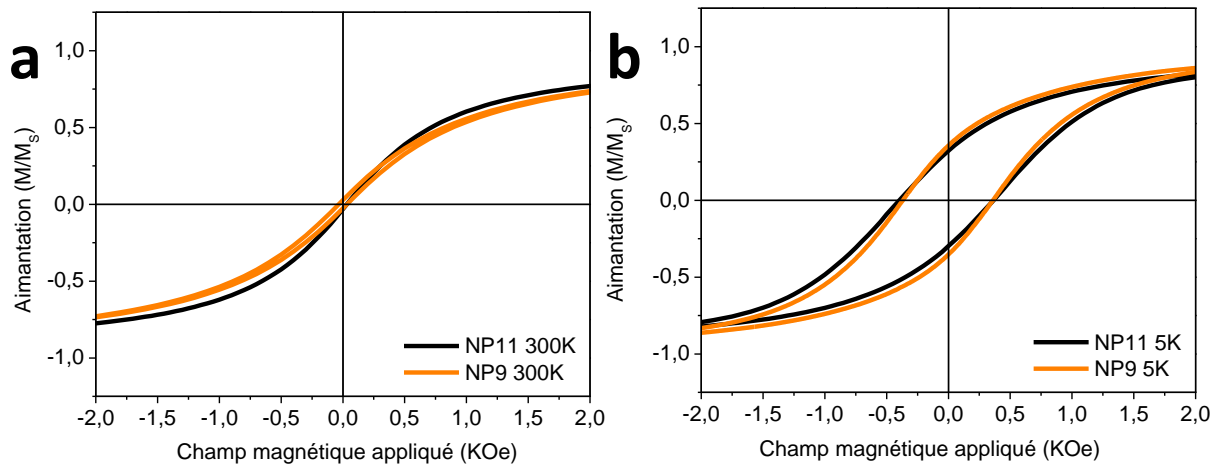 a
Aimantation (M/M_S)
1,0
0,5
0,0
-0,5
-1,0
NP11 300K
NP9 300K
-2,0 -1,5 -1,0 -0,5 0,0 0,5 1,0 1,5 2,0
Champ magnétique appliqué (KOe)
b
Aimantation (M/M_S)
1,0
0,5
0,0
-0,5
-1,0
NP11 5K
NP9 5K
-2,0 -1,5 -1,0 -0,5 0,0 0,5 1,0 1,5 2,0
Champ magnétique appliqué (KOe)